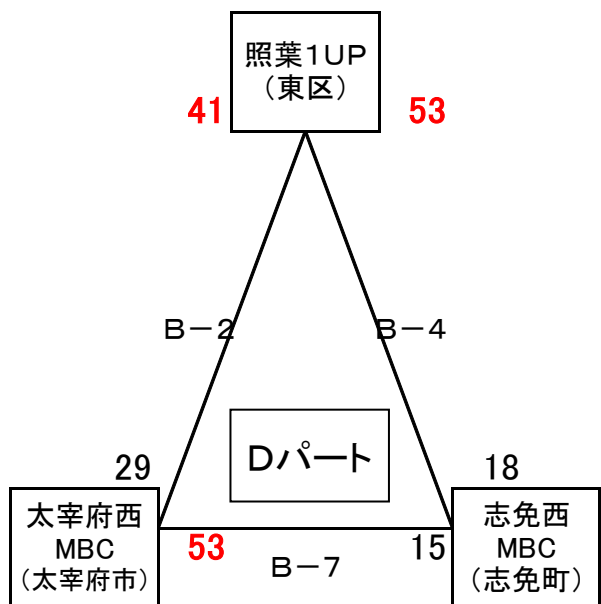 照葉1UP
（東区）
41
53
B－2
B－4
Dパート
29
18
太宰府西
MBC
（太宰府市）
志免西
MBC
（志免町）
53
15
B－7